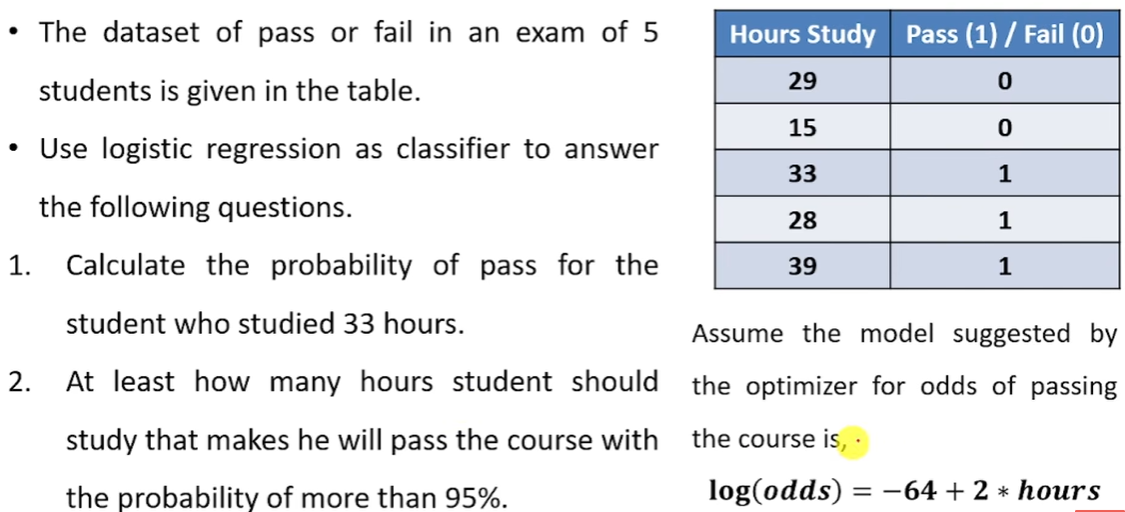 • The dataset of pass or fail in an exam of 5
students is given in the table.
• Use logistic regression as classifier to answer
the following questions.
1. Calculate the probability of pass for the
student who studied 33 hours.
2. At least how many hours student should
study that makes he will pass the course with
the probability of more than 95%.
Hours Study Pass (1) / Fail (0)
29 0
15 0
33 1
28 1
39 1
Assume the model suggested by
the optimizer for odds of passing
the course is,
log(odds) = −64 + 2 * hours